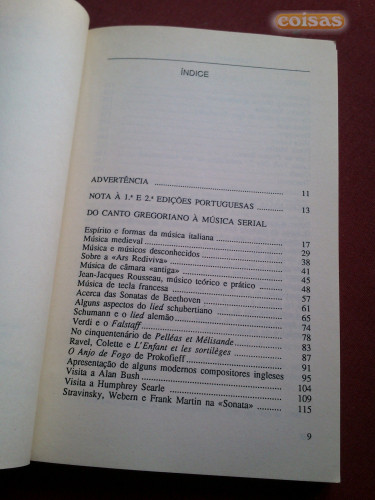 coisas
ÍNDICE
ADVERTÊNCIA 11
NOTA À 1.ª E 2.ª EDIÇÕES PORTUGUESAS 13
DO CANTO GREGORIANO À MÚSICA SERIAL
Espírito e formas da música italiana 17
Música medieval 29
Música e músicos desconhecidos 38
Sobre a «Ars Rediviva» 41
Música de câmara «antiga» 45
Jean-Jacques Rousseau, músico teórico e prático 48
Música de tecla francesa 57
Acerca das Sonatas de Beethoven 61
Alguns aspectos do lied schubertiano 65
Schumann e o lied alemão 74
Verdi e o Falstaff 78
No cinquentenário de Pelléas et Mélisande 83
Ravel, Colette e L'Enfant et les sortilèges 87
O Anjo de Fogo de Prokofieff 91
Apresentação de alguns modernos compositores ingleses 95
Visita a Alan Bush 104
Visita a Humphrey Searle 109
Stravinsky, Webern e Frank Martin na «Sonata» 115
9